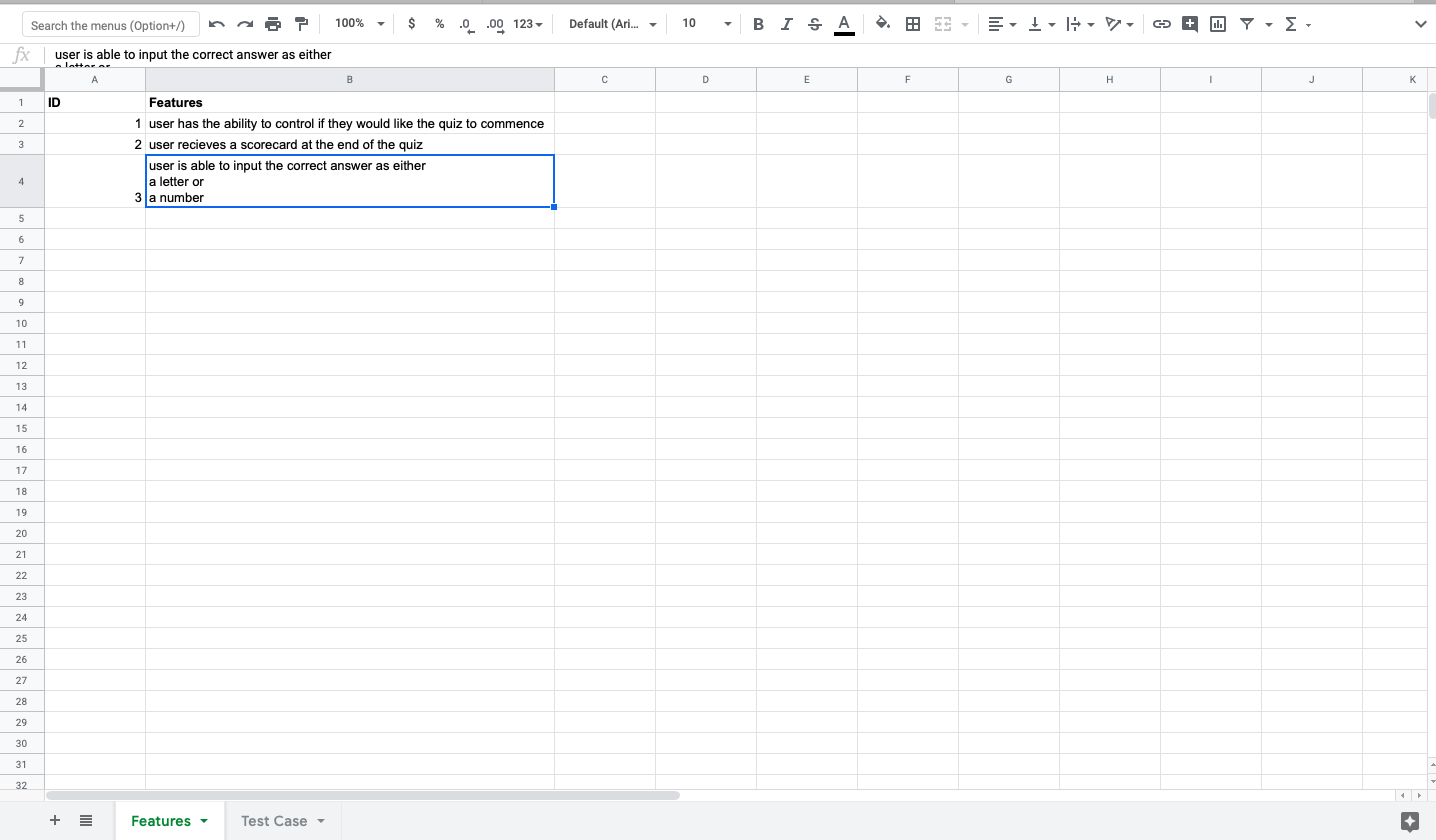 Search the menus (Option+/) 100% $ % .0 .00 123 Default (Ari... 10 B I S A Σ
fx user is able to input the correct answer as either
a letter or
A B C D E F G H I J K
1 ID Features
2 1 user has the ability to control if they would like the quiz to commence
3 2 user recieves a scorecard at the end of the quiz
user is able to input the correct answer as either
4 a letter or
3 a number
5
6
7
8
9
10
11
12
13
14
15
16
17
18
19
20
21
22
23
24
25
26
27
28
29
30
31
32
+ Features Test Case